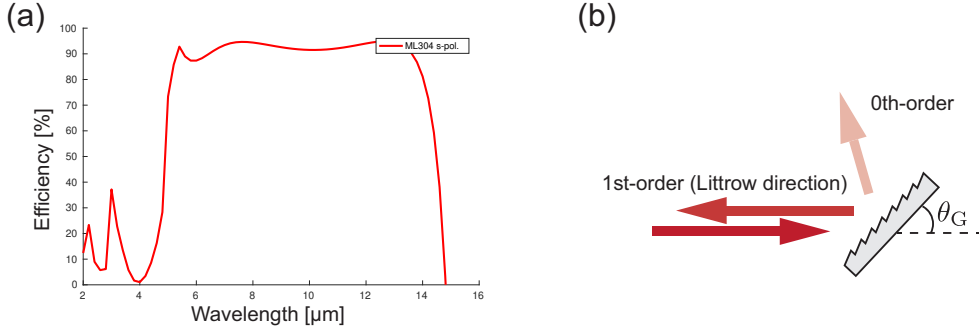 (a)
ML304 s-pol.
Efficiency [%]
100
90
80
70
60
50
40
30
20
10
0
2 4 6 8 10 12 14 16
Wavelength [μm]
(b)
0th-order
1st-order (Littrow direction)
θG